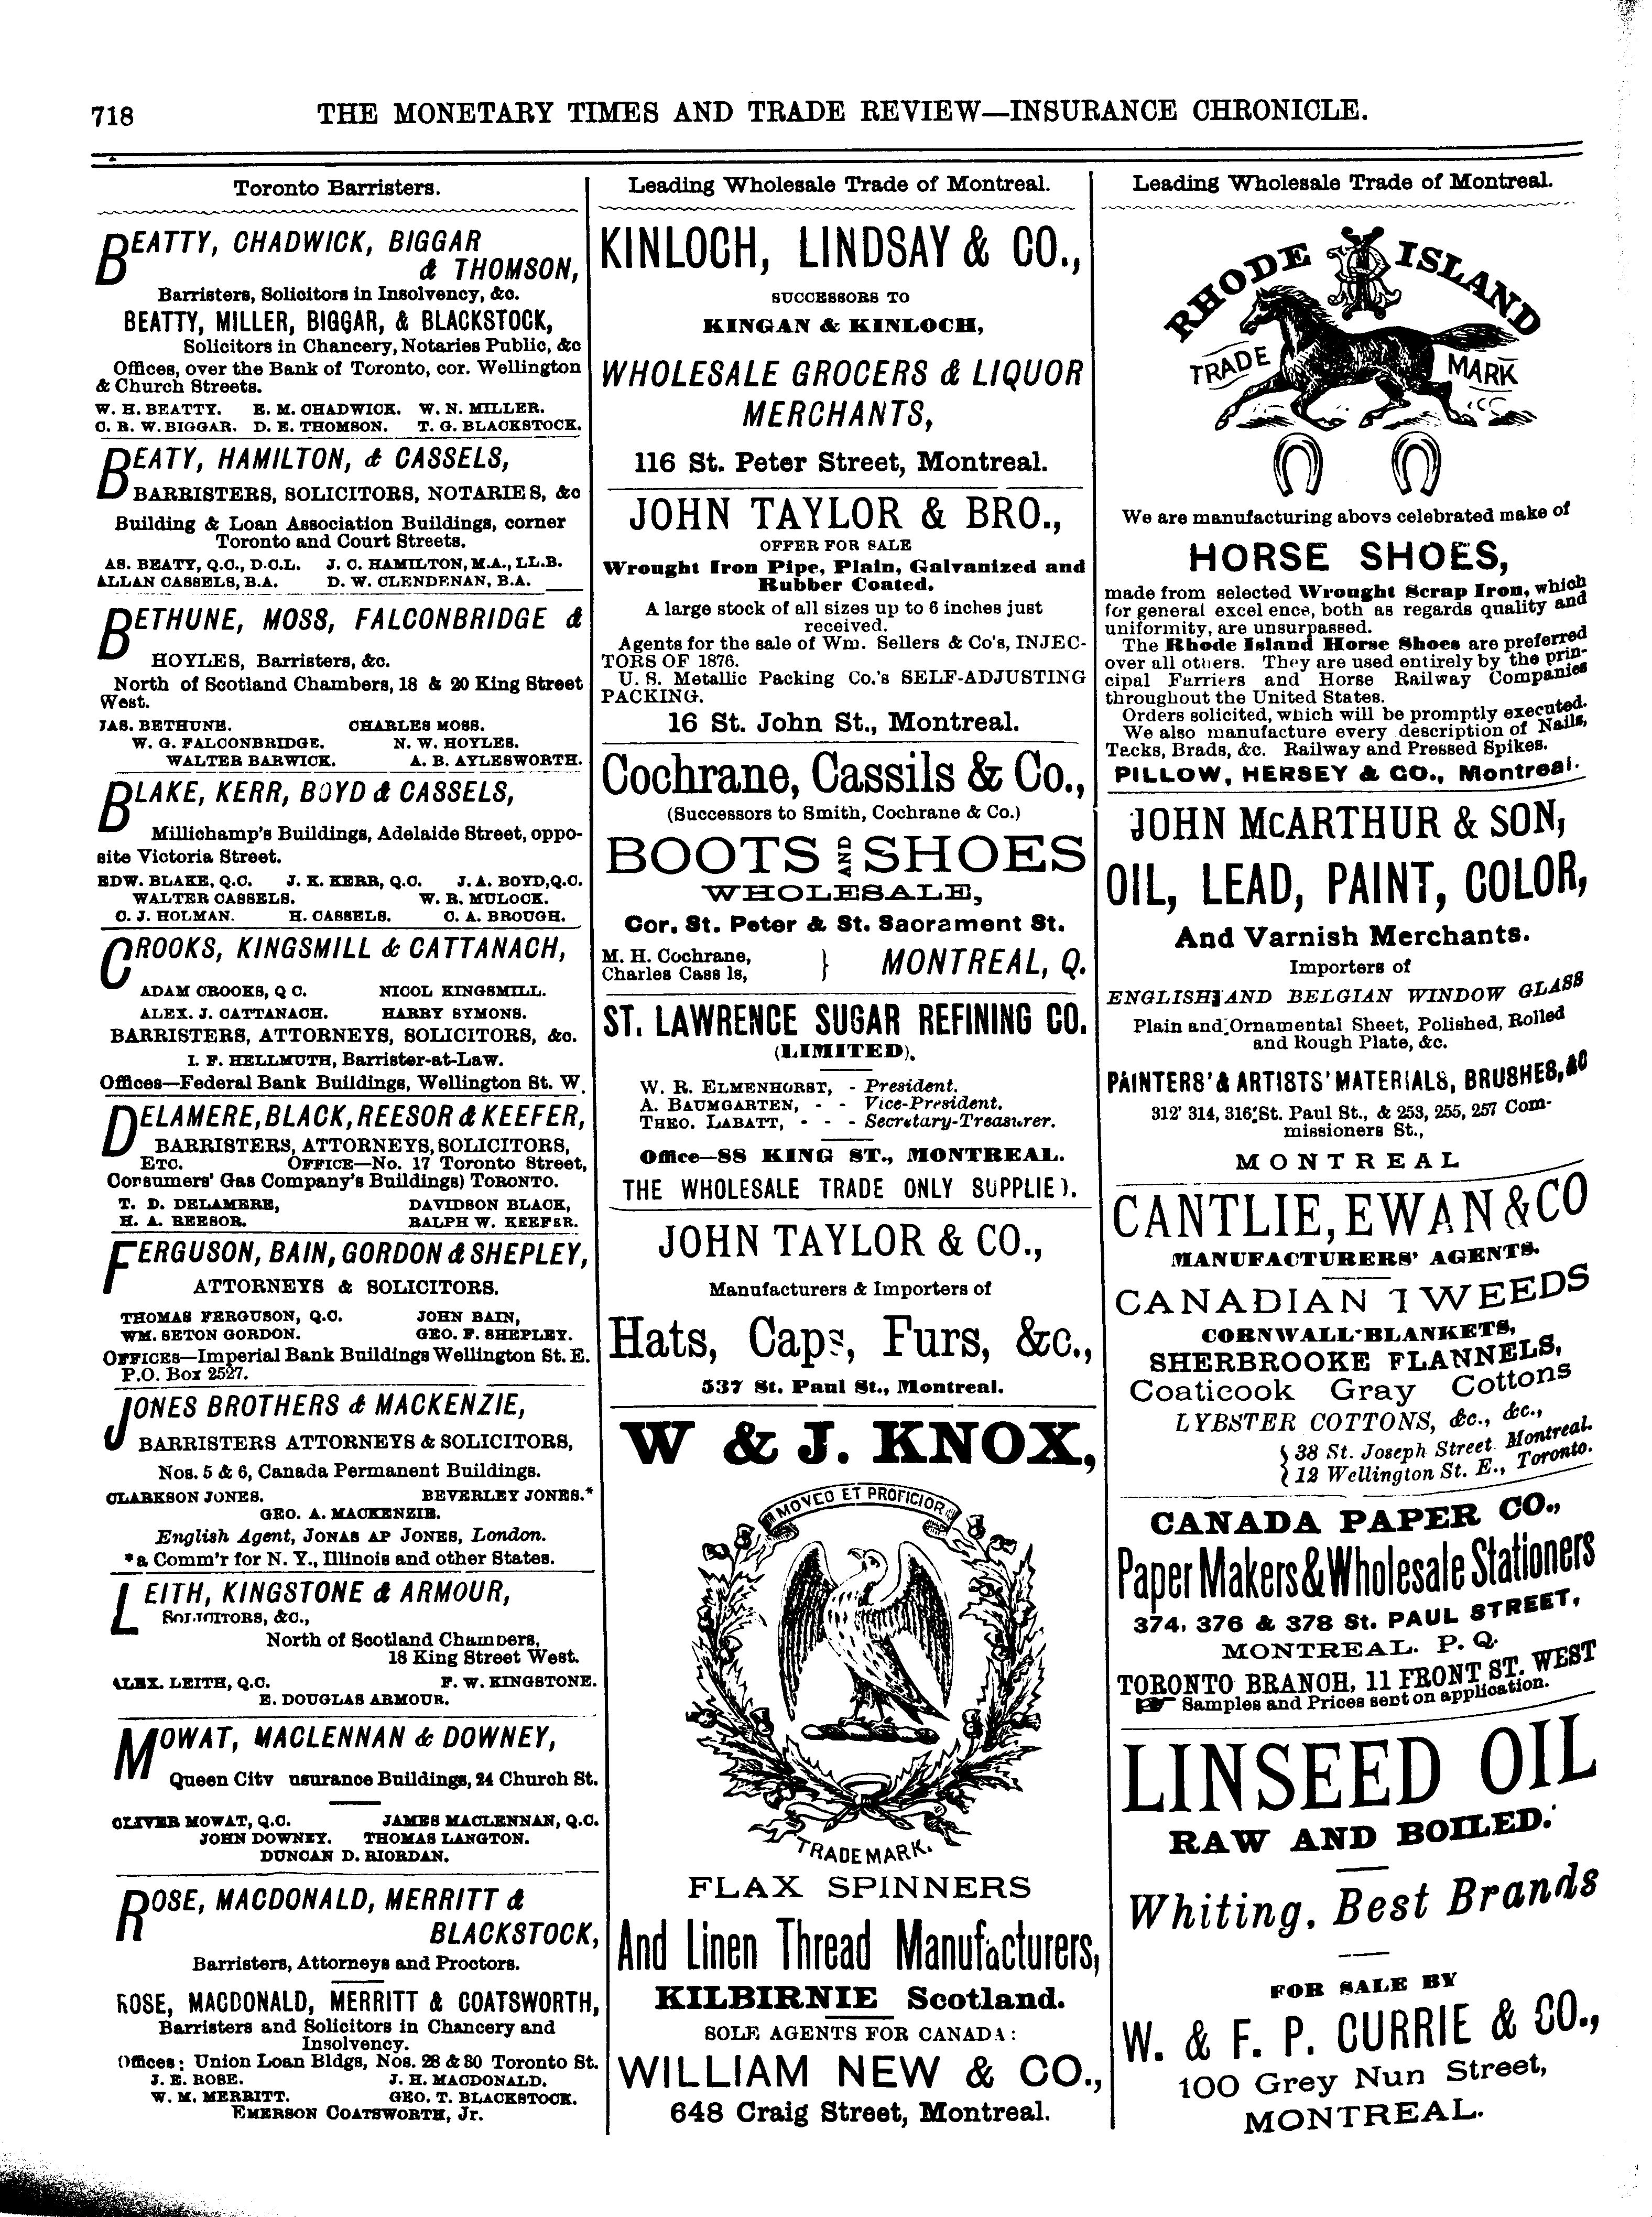 718
THE MONETARY TIMES AND TRADE REVIEW—INSURANCE CHRONICLE.
Toronto Barristers.
BEATTY, CHADWICK, BIGGAR
& THOMSON,
Barristers, Solicitors in Insolvency, &c.
BEATTY, MILLER, BIGGAR, & BLACKSTOCK,
Solicitors in Chancery, Notaries Public, &c
Offices, over the Bank of Toronto, cor. Wellington
& Church Streets.
W. H. BEATTY. E. M. CHADWICK. W. N. MILLER.
C. R. W. BIGGAR. D. E. THOMSON. T. G. BLACKSTOCK.
BEATY, HAMILTON, & CASSELS,
BARRISTERS, SOLICITORS, NOTARIES, &c
Building & Loan Association Buildings, corner
Toronto and Court Streets.
AS. BEATY, Q.C., D.C.L. J. C. HAMILTON, M.A., LL.B.
ALLAN CASSELS, B.A. D. W. CLENDENAN, B.A.
BETHUNE, MOSS, FALCONBRIDGE &
HOYLES, Barristers, &c.
North of Scotland Chambers, 18 & 20 King Street
West.
JAS. BETHUNE. CHARLES MOSS.
W. G. FALCONBRIDGE. N. W. HOYLES.
WALTER BARWICK. A. B. AYLESWORTH.
BLAKE, KERR, BOYD & CASSELS,
Millichamp's Buildings, Adelaide Street, oppo-
site Victoria Street.
EDW. BLAKE, Q.C. J. K. KERR, Q.C. J. A. BOYD, Q.C.
WALTER CASSELS. W. R. MULOCK.
C. J. HOLMAN. H. CASSELS. C. A. BROUGH.
CROOKS, KINGSMILL & CATTANACH,
ADAM CROOKS, Q C. NICOL KINGSMILL.
ALEX. J. CATTANACH. HARRY SYMONS.
BARRISTERS, ATTORNEYS, SOLICITORS, &c.
I. F. HELLMUTH, Barrister-at-Law.
Offices—Federal Bank Buildings, Wellington St. W.
DELAMERE, BLACK, REESOR & KEEFER,
BARRISTERS, ATTORNEYS, SOLICITORS,
ETC. OFFICE—No. 17 Toronto Street,
Consumers' Gas Company's Buildings) TORONTO.
T. D. DELAMERE, DAVIDSON BLACK,
H. A. REESOR. RALPH W. KEEFER.
FERGUSON, BAIN, GORDON & SHEPLEY,
ATTORNEYS & SOLICITORS.
THOMAS FERGUSON, Q.C. JOHN BAIN,
WM. SETON GORDON. GEO. F. SHEPLEY.
OFFICES—Imperial Bank Buildings Wellington St. E.
P.O. Box 2527.
JONES BROTHERS & MACKENZIE,
BARRISTERS ATTORNEYS & SOLICITORS,
Nos. 5 & 6, Canada Permanent Buildings.
CLARKSON JONES. BEVERLEY JONES.*
GEO. A. MACKENZIE.
English Agent, JONAS AP JONES, London.
*a Comm'r for N. Y., Illinois and other States.
LEITH, KINGSTONE & ARMOUR,
SOLICITORS, &C.,
North of Scotland Chambers,
18 King Street West.
ALEX. LEITH, Q.C. F. W. KINGSTONE.
E. DOUGLAS ARMOUR.
MOWAT, MACLENNAN & DOWNEY,
Queen City nsurance Buildings, 24 Church St.
OLIVER MOWAT, Q.C. JAMES MACLENNAN, Q.C.
JOHN DOWNEY. THOMAS LANGTON.
DUNCAN D. RIORDAN.
ROSE, MACDONALD, MERRITT &
BLACKSTOCK,
Barristers, Attorneys and Proctors.
ROSE, MACDONALD, MERRITT & COATSWORTH,
Barristers and Solicitors in Chancery and
Insolvency.
Offices: Union Loan Bldgs, Nos. 28 & 30 Toronto St.
J. E. ROSE. J. H. MACDONALD.
W. M. MERRITT. GEO. T. BLACKSTOCK.
EMERSON COATSWORTH, Jr.
Leading Wholesale Trade of Montreal.
KINLOCH, LINDSAY & CO.,
SUCCESSORS TO
KINGAN & KINLOCH,
WHOLESALE GROCERS & LIQUOR
MERCHANTS,
116 St. Peter Street, Montreal.
JOHN TAYLOR & BRO.,
OFFER FOR SALE
Wrought Iron Pipe, Plain, Galvanized and
Rubber Coated.
A large stock of all sizes up to 6 inches just
received.
Agents for the sale of Wm. Sellers & Co's, INJEC-
TORS OF 1876.
U. S. Metallic Packing Co.'s SELF-ADJUSTING
PACKING.
16 St. John St., Montreal.
Cochrane, Cassils & Co.,
(Successors to Smith, Cochrane & Co.)
BOOTS AND SHOES
WHOLESALE,
Cor. St. Peter & St. Sacrament St.
M. H. Cochrane,
Charles Cass ls, } MONTREAL, Q.
ST. LAWRENCE SUGAR REFINING CO.
(LIMITED).
W. R. ELMENHORST, - President.
A. BAUMGARTEN, - - Vice-President.
THEO. LABATT, - - - Secretary-Treasurer.
Office—88 KING ST., MONTREAL.
THE WHOLESALE TRADE ONLY SUPPLIED.
JOHN TAYLOR & CO.,
Manufacturers & Importers of
Hats, Caps, Furs, &c.,
537 St. Paul St., Montreal.
W & J. KNOX,
MOVEO ET PROFICIOR
TRADE MARK.
FLAX SPINNERS
And Linen Thread Manufacturers,
KILBIRNIE Scotland.
SOLE AGENTS FOR CANADA:
WILLIAM NEW & CO.,
648 Craig Street, Montreal.
Leading Wholesale Trade of Montreal.
RHODE ISLAND
TRADE MARK
We are manufacturing above celebrated make of
HORSE SHOES,
made from selected Wrought Scrap Iron, which
for general excel ence, both as regards quality and
uniformity, are unsurpassed.
The Rhode Island Horse Shoes are preferred
over all others. They are used entirely by the prin-
cipal Farriers and Horse Railway Companies
throughout the United States.
Orders solicited, which will be promptly executed.
We also manufacture every description of Nails,
Tacks, Brads, &c. Railway and Pressed Spikes.
PILLOW, HERSEY & CO., Montreal.
JOHN McARTHUR & SON,
OIL, LEAD, PAINT, COLOR,
And Varnish Merchants.
Importers of
ENGLISH AND BELGIAN WINDOW GLASS
Plain and Ornamental Sheet, Polished, Rolled
and Rough Plate, &c.
PAINTERS' & ARTISTS' MATERIALS, BRUSHES, &C
312' 314, 316 St. Paul St., & 253, 255, 257 Com-
missioners St.,
MONTREAL
CANTLIE, EWAN & CO
MANUFACTURERS' AGENTS.
CANADIAN TWEEDS
CORNWALL BLANKETS,
SHERBROOKE FLANNELS,
Coaticook Gray Cottons
LYBSTER COTTONS, &c., &c.,
38 St. Joseph Street Montreal.
12 Wellington St. E., Toronto.
CANADA PAPER CO.,
Paper Makers & Wholesale Stationers
374, 376 & 378 St. PAUL STREET,
MONTREAL. P. Q.
TORONTO BRANCH, 11 FRONT ST. WEST
☞ Samples and Prices sent on application.
LINSEED OIL
RAW AND BOILED.
Whiting, Best Brands
FOR SALE BY
W. & F. P. CURRIE & CO.,
100 Grey Nun Street,
MONTREAL.